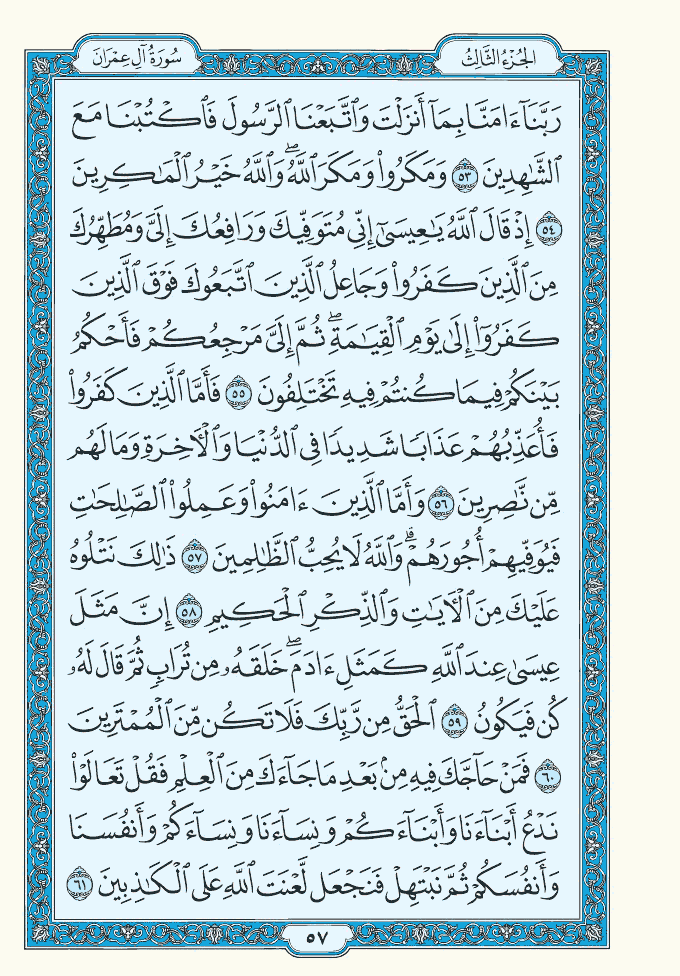 الجزء الثالث
سورة آل عمران
رَبَّنَآ ءَامَنَّا بِمَآ أَنزَلْتَ وَٱتَّبَعْنَا ٱلرَّسُولَ فَٱكْتُبْنَا مَعَ
ٱلشَّٰهِدِينَ ٥٣ وَمَكَرُوا۟ وَمَكَرَ ٱللَّهُ ۖ وَٱللَّهُ خَيْرُ ٱلْمَٰكِرِينَ
٥٤ إِذْ قَالَ ٱللَّهُ يَٰعِيسَىٰٓ إِنِّى مُتَوَفِّيكَ وَرَافِعُكَ إِلَىَّ وَمُطَهِّرُكَ
مِنَ ٱلَّذِينَ كَفَرُوا۟ وَجَاعِلُ ٱلَّذِينَ ٱتَّبَعُوكَ فَوْقَ ٱلَّذِينَ
كَفَرُوٓا۟ إِلَىٰ يَوْمِ ٱلْقِيَٰمَةِ ۖ ثُمَّ إِلَىَّ مَرْجِعُكُمْ فَأَحْكُمُ
بَيْنَكُمْ فِيمَا كُنتُمْ فِيهِ تَخْتَلِفُونَ ٥٥ فَأَمَّا ٱلَّذِينَ كَفَرُوا۟
فَأُعَذِّبُهُمْ عَذَابًا شَدِيدًا فِى ٱلدُّنْيَا وَٱلْءَاخِرَةِ وَمَا لَهُم
مِّن نَّٰصِرِينَ ٥٦ وَأَمَّا ٱلَّذِينَ ءَامَنُوا۟ وَعَمِلُوا۟ ٱلصَّٰلِحَٰتِ
فَيُوَفِّيهِمْ أُجُورَهُمْ ۗ وَٱللَّهُ لَا يُحِبُّ ٱلظَّٰلِمِينَ ٥٧ ذَٰلِكَ نَتْلُوهُ
عَلَيْكَ مِنَ ٱلْءَايَٰتِ وَٱلذِّكْرِ ٱلْحَكِيمِ ٥٨ إِنَّ مَثَلَ
عِيسَىٰ عِندَ ٱللَّهِ كَمَثَلِ ءَادَمَ ۖ خَلَقَهُۥ مِن تُرَابٍ ثُمَّ قَالَ لَهُۥ
كُن فَيَكُونُ ٥٩ ٱلْحَقُّ مِن رَّبِّكَ فَلَا تَكُن مِّنَ ٱلْمُمْتَرِينَ
٦٠ فَمَنْ حَآجَّكَ فِيهِ مِنۢ بَعْدِ مَا جَآءَكَ مِنَ ٱلْعِلْمِ فَقُلْ تَعَالَوْا۟
نَدْعُ أَبْنَآءَنَا وَأَبْنَآءَكُمْ وَنِسَآءَنَا وَنِسَآءَكُمْ وَأَنفُسَنَا
وَأَنفُسَكُمْ ثُمَّ نَبْتَهِلْ فَنَجْعَل لَّعْنَتَ ٱللَّهِ عَلَى ٱلْكَٰذِبِينَ ٦١
٥٧